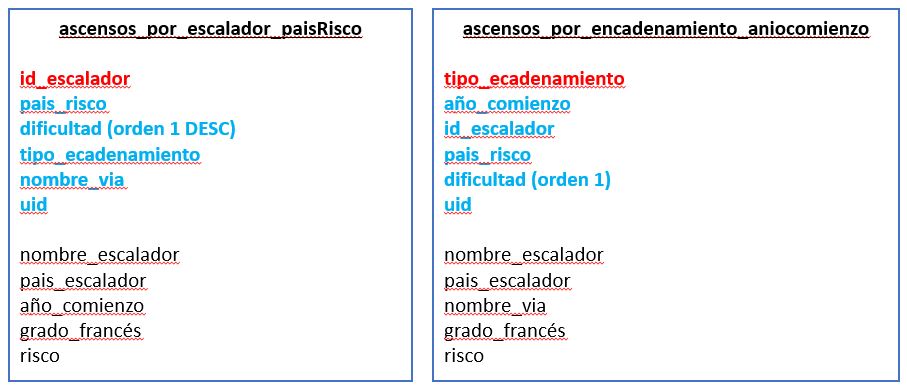 ascensos_por_escalador_paisRisco
id_escalador
pais_risco
dificultad (orden 1 DESC)
tipo_ecadenamiento
nombre_via
uid
nombre_escalador
pais_escalador
año_comienzo
grado_francés
risco
ascensos_por_encadenamiento_aniocomienzo
tipo_ecadenamiento
año_comienzo
id_escalador
pais_risco
dificultad (orden 1)
uid
nombre_escalador
pais_escalador
nombre_via
grado_francés
risco